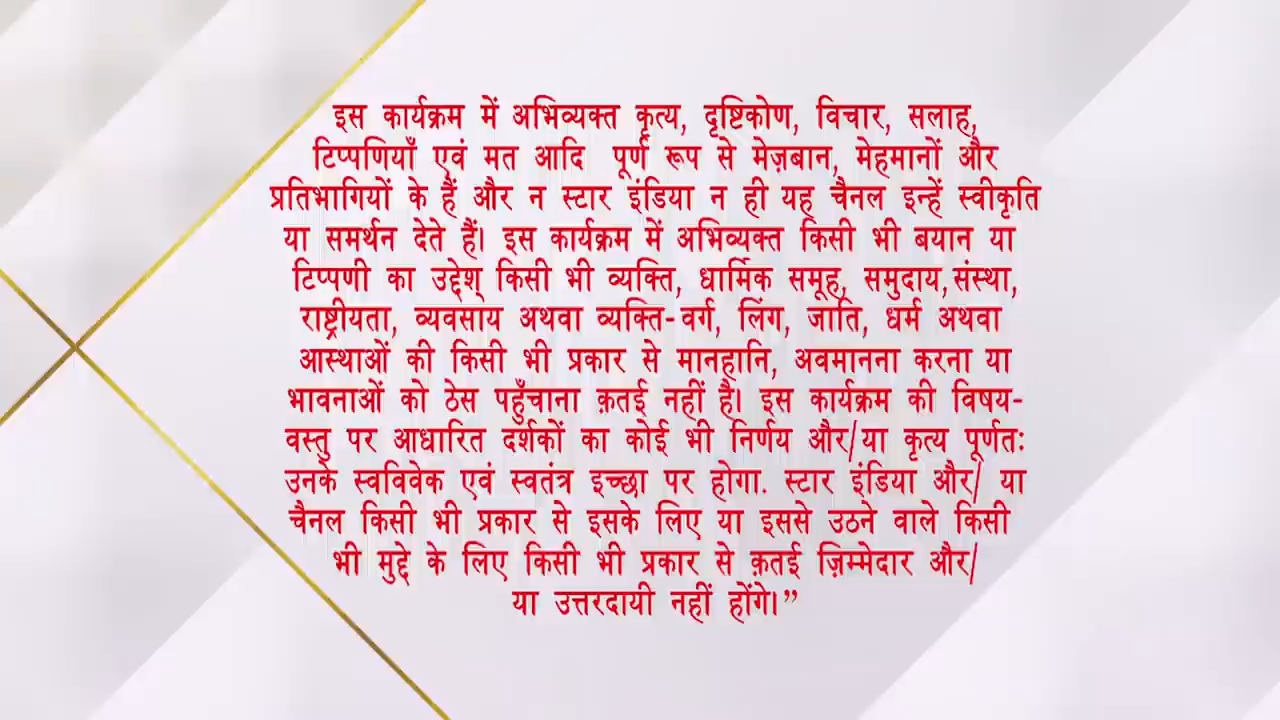 इस कार्यक्रम में अभिव्यक्त कृत्य, दृष्टिकोण, विचार, सलाह,
टिप्पणियाँ एवं मत आदि पूर्ण रूप से मेज़बान, मेहमानों और
प्रतिभागियों के हैं और न स्टार इंडिया न ही यह चैनल इन्हें स्वीकृति
या समर्थन देते हैं। इस कार्यक्रम में अभिव्यक्त किसी भी बयान या
टिप्पणी का उद्देश् किसी भी व्यक्ति, धार्मिक समूह, समुदाय,संस्था,
राष्ट्रीयता, व्यवसाय अथवा व्यक्ति-वर्ग, लिंग, जाति, धर्म अथवा
आस्थाओं की किसी भी प्रकार से मानहानि, अवमानना करना या
भावनाओं को ठेस पहुँचाना क़तई नहीं है। इस कार्यक्रम की विषय-
वस्तु पर आधारित दर्शकों का कोई भी निर्णय और/या कृत्य पूर्णतः
उनके स्वविवेक एवं स्वतंत्र इच्छा पर होगा. स्टार इंडिया और/ या
चैनल किसी भी प्रकार से इसके लिए या इससे उठने वाले किसी
भी मुद्दे के लिए किसी भी प्रकार से क़तई ज़िम्मेदार और/
या उत्तरदायी नहीं होंगे।”